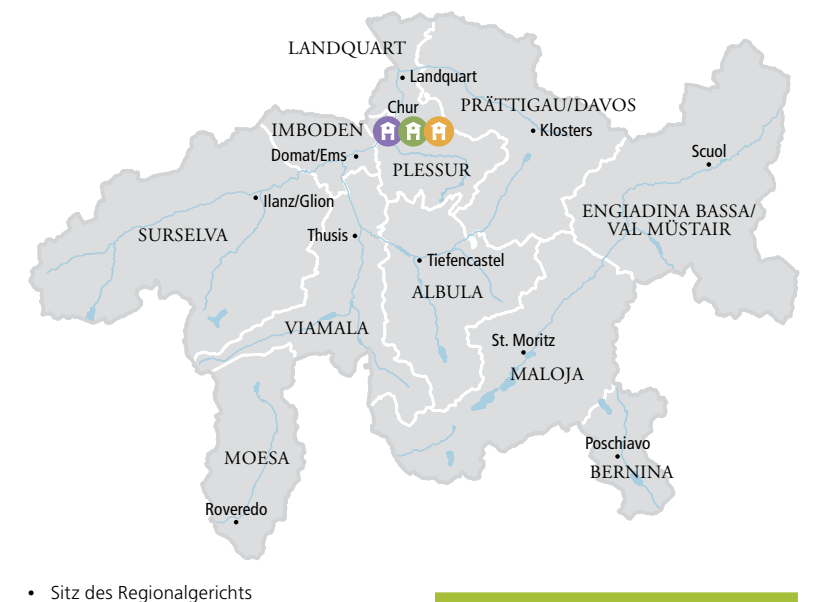 LANDQUART
Landquart
Chur
PRÄTTIGAU/DAVOS
IMBODEN
Klosters
Domat/Ems
Scuol
PLESSUR
Ilanz/Glion
ENGIADINA BASSA/
VAL MÜSTAIR
SURSELVA
Thusis
Tiefencastel
ALBULA
VIAMALA
St. Moritz
MALOJA
Poschiavo
MOESA
BERNINA
Roveredo
• Sitz des Regionalgerichts